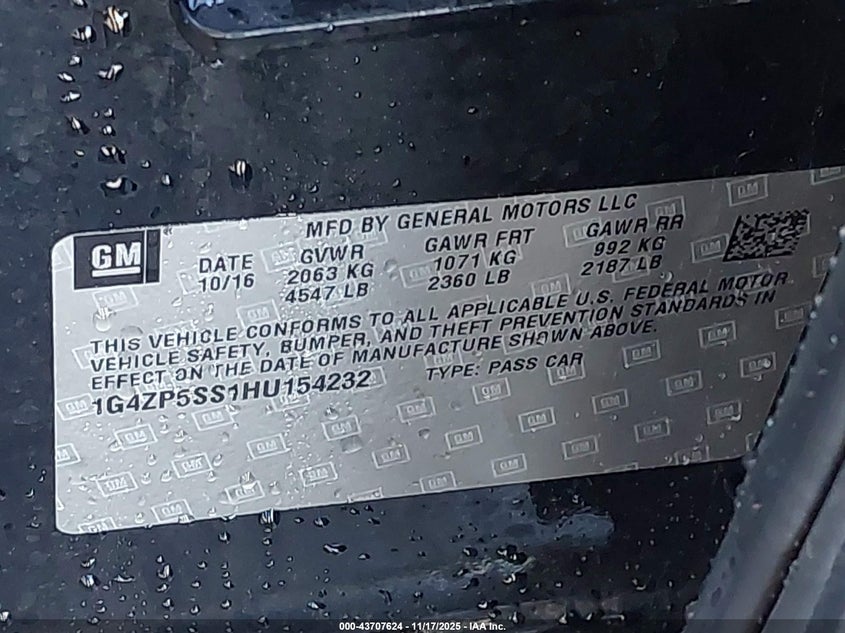 MFD BY GENERAL MOTORS LLC
GM
DATE GVWR GAWR FRT GAWR RR
10/16 2063 KG 1071 KG 992 KG
4547 LB 2360 LB 2187 LB
THIS VEHICLE CONFORMS TO ALL APPLICABLE U.S. FEDERAL MOTOR
VEHICLE SAFETY, BUMPER, AND THEFT PREVENTION STANDARDS IN
EFFECT ON THE DATE OF MANUFACTURE SHOWN ABOVE.
1G4ZP5SS1HU154232 TYPE: PASS CAR
000-43707624 - 11/17/2025 - IAA Inc.